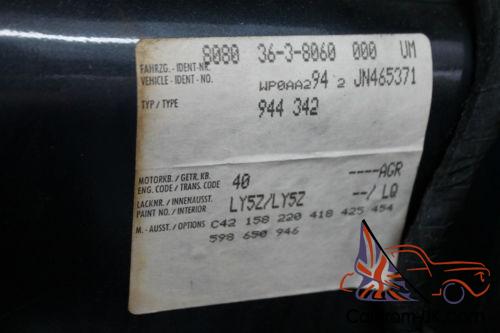 8080 36-3-8060 000 UM
FAHRZG. - IDENT-NR.
VEHICLE - IDENT - NO. WP0AA294 2 JN465371
TYP / TYPE 944 342
MOTORKB. / GETR. KB.
ENG. CODE / TRANS. CODE 40 ----AGR
LACKNR. / INNENAUSST.
PAINT NO. / INTERIOR LY5Z/LY5Z --/ LQ
M. - AUSST. / OPTIONS C42 158 220 418 425 454
598 650 946
CarFromUK.com